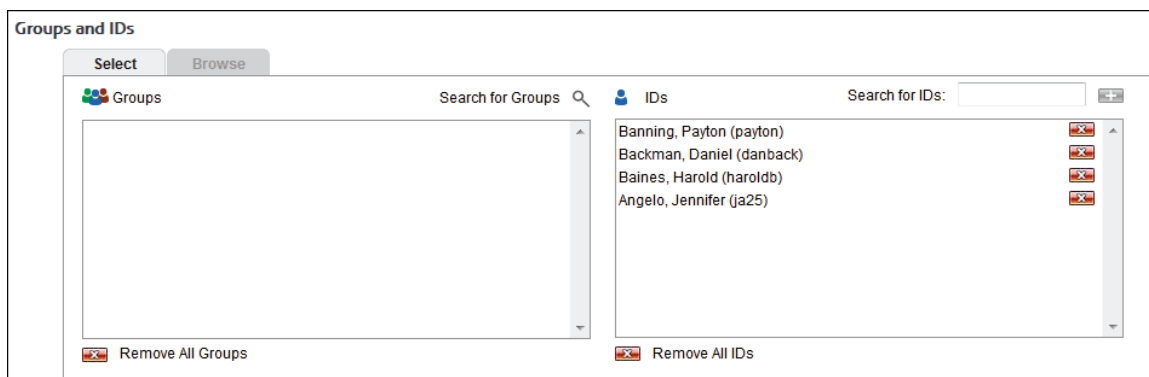 Groups and IDs
Select Browse
Groups Search for Groups IDs Search for IDs:
Banning, Payton (payton)
Backman, Daniel (danback)
Baines, Harold (haroldb)
Angelo, Jennifer (ja25)
Remove All Groups Remove All IDs